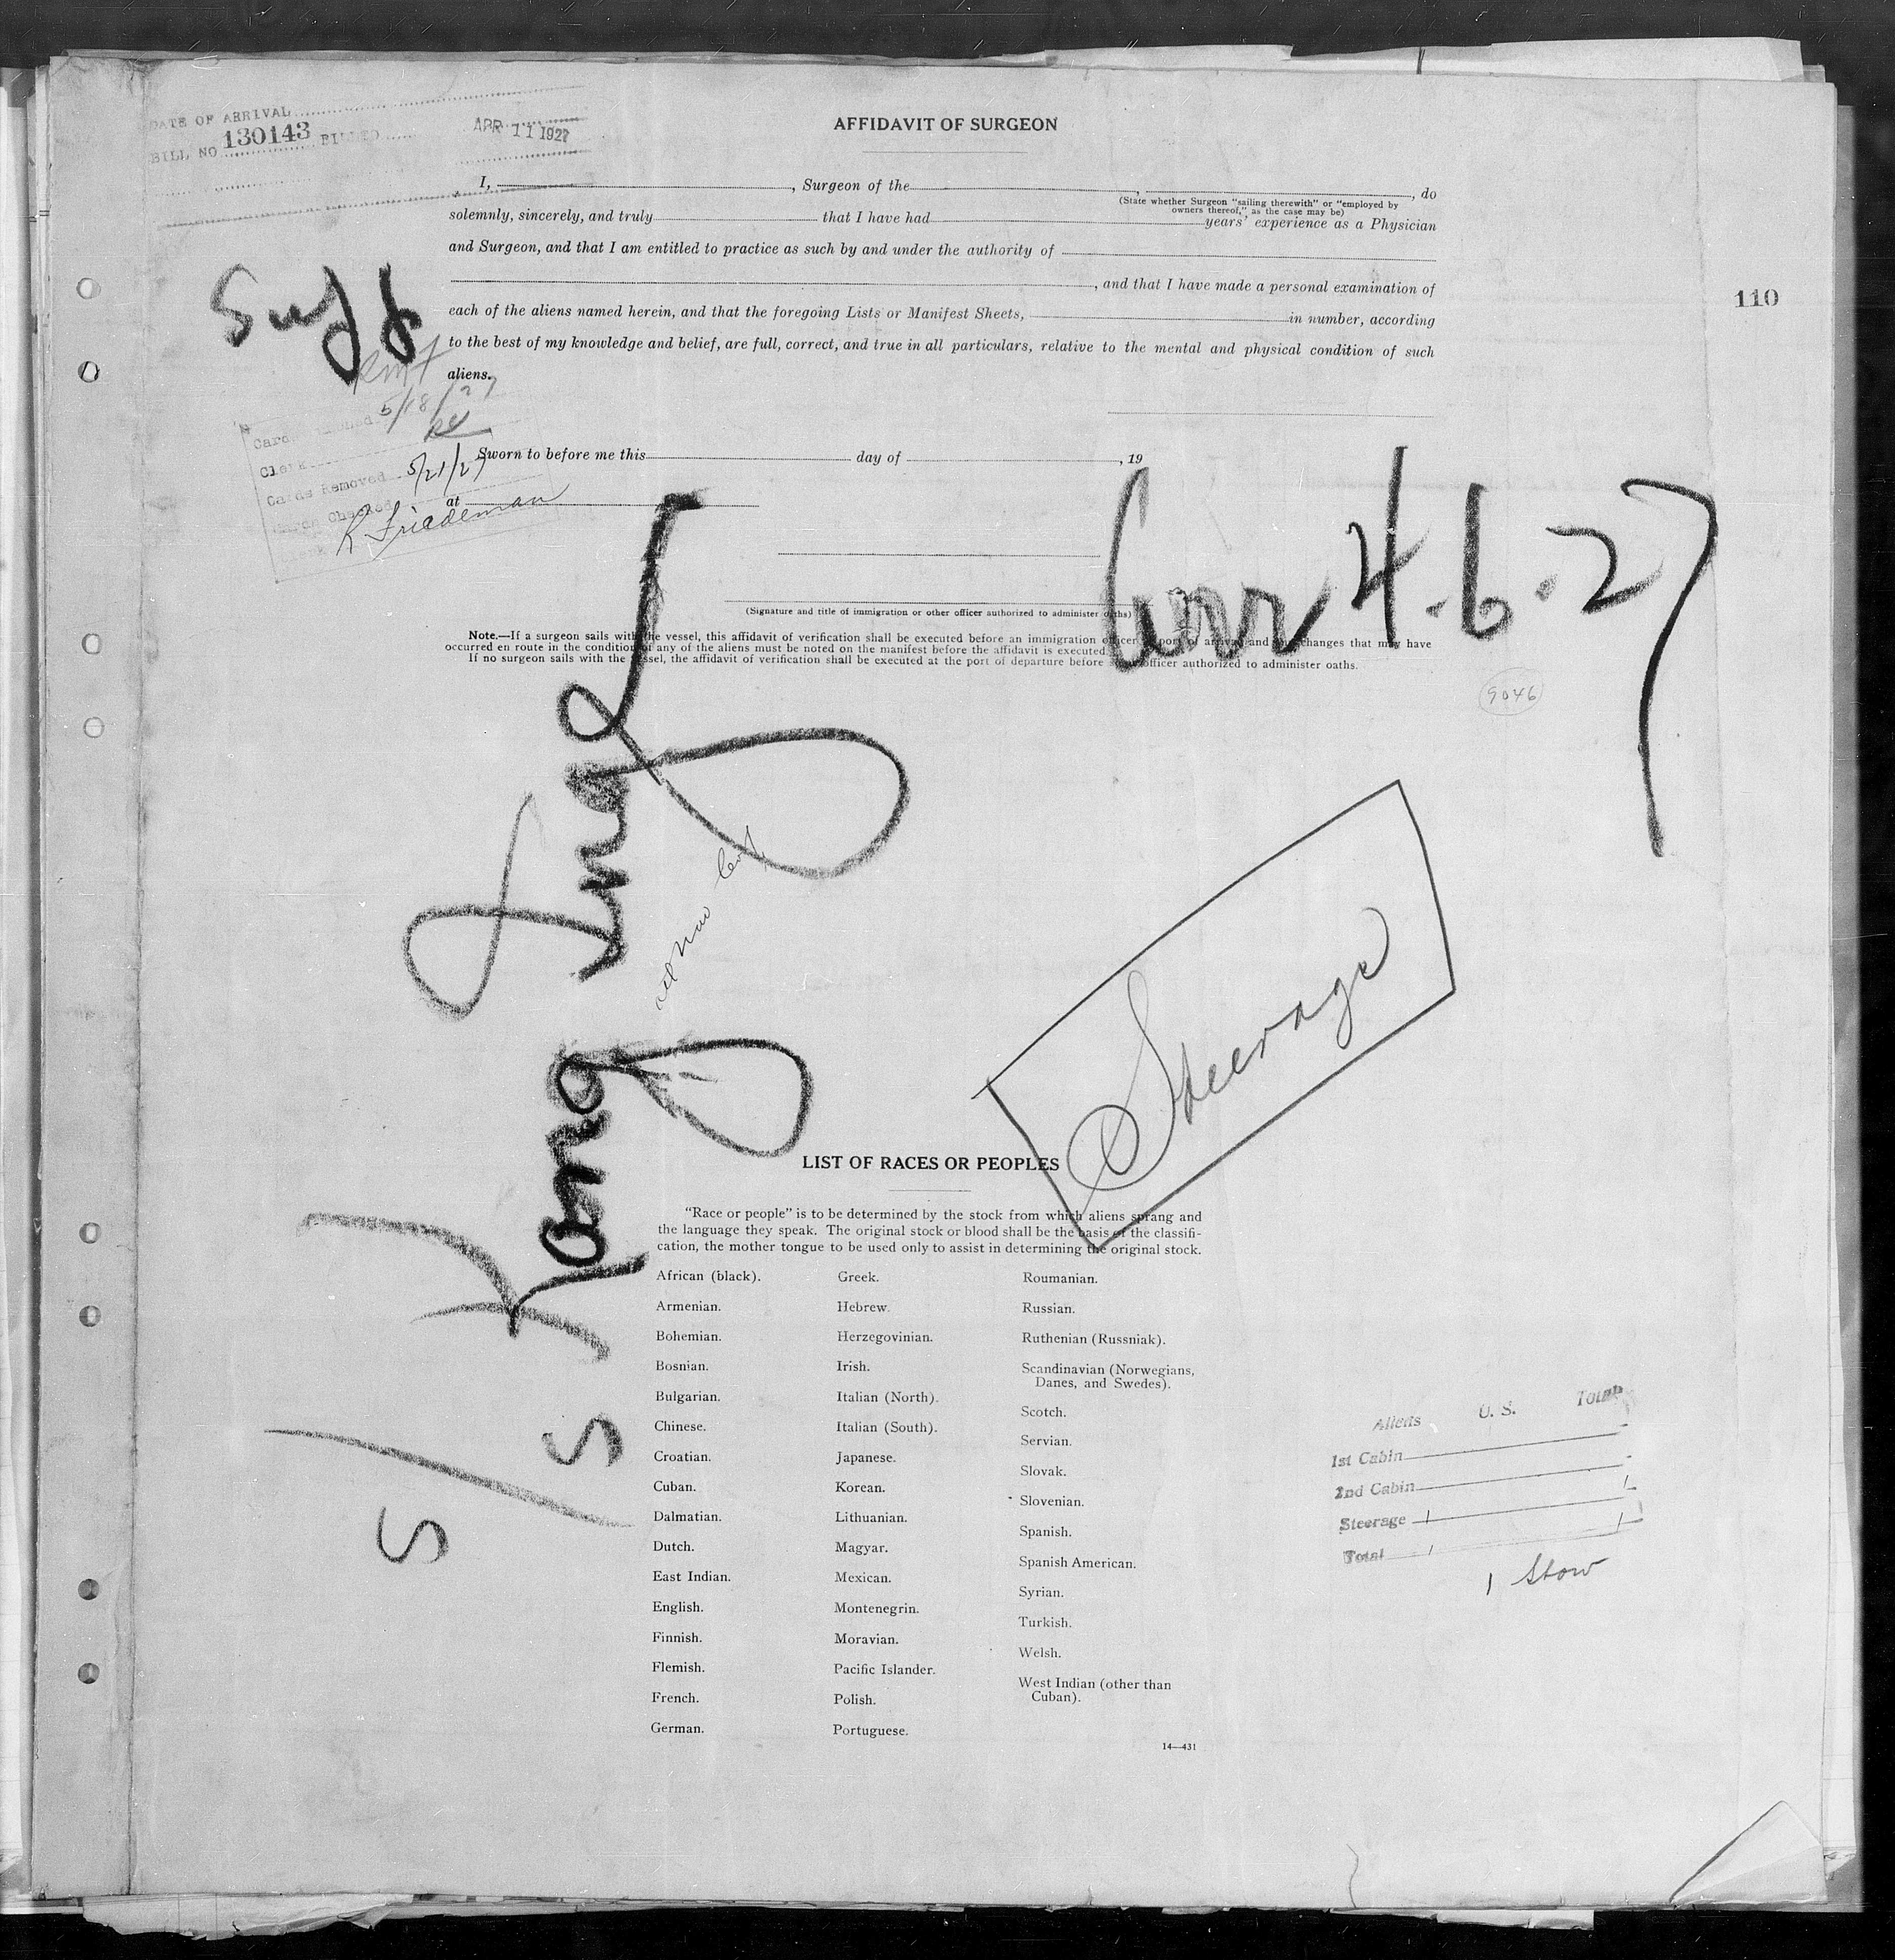 DATE OF ARRIVAL
BILL NO 130143 BILL TO APR 11 1927
AFFIDAVIT OF SURGEON
I, , Surgeon of the , , do
(State whether Surgeon "sailing therewith" or "employed by
owners thereof," as the case may be)
solemnly, sincerely, and truly that I have had years' experience as a Physician
and Surgeon, and that I am entitled to practice as such by and under the authority of
, and that I have made a personal examination of
110
each of the aliens named herein, and that the foregoing Lists or Manifest Sheets, in number, according
to the best of my knowledge and belief, are full, correct, and true in all particulars, relative to the mental and physical condition of such
aliens.
5/18/27
Clerk
Cards Removed 5/21/27
K Friedeman
Sworn to before me this day of , 19
at
Arr 4.6.27
(Signature and title of immigration or other officer authorized to administer oaths)
Note.—If a surgeon sails with the vessel, this affidavit of verification shall be executed before an immigration officer port of arrival and changes that may have
occurred en route in the condition of any of the aliens must be noted on the manifest before the affidavit is executed
If no surgeon sails with the vessel, the affidavit of verification shall be executed at the port of departure before officer authorized to administer oaths.
9046
S/S Kong Inge
Steerage
LIST OF RACES OR PEOPLES
"Race or people" is to be determined by the stock from which aliens sprang and
the language they speak. The original stock or blood shall be the basis of the classifi-
cation, the mother tongue to be used only to assist in determining the original stock.
African (black).
Armenian.
Bohemian.
Bosnian.
Bulgarian.
Chinese.
Croatian.
Cuban.
Dalmatian.
Dutch.
East Indian.
English.
Finnish.
Flemish.
French.
German.
Greek.
Hebrew.
Herzegovinian.
Irish.
Italian (North).
Italian (South).
Japanese.
Korean.
Lithuanian.
Magyar.
Mexican.
Montenegrin.
Moravian.
Pacific Islander.
Polish.
Portuguese.
Roumanian.
Russian.
Ruthenian (Russniak).
Scandinavian (Norwegians,
Danes, and Swedes).
Scotch.
Servian.
Slovak.
Slovenian.
Spanish.
Spanish American.
Syrian.
Turkish.
Welsh.
West Indian (other than
Cuban).
14—431
Aliens U. S. Total
1st Cabin
2nd Cabin 1
Steerage 1 1
Total 1
1 Stow